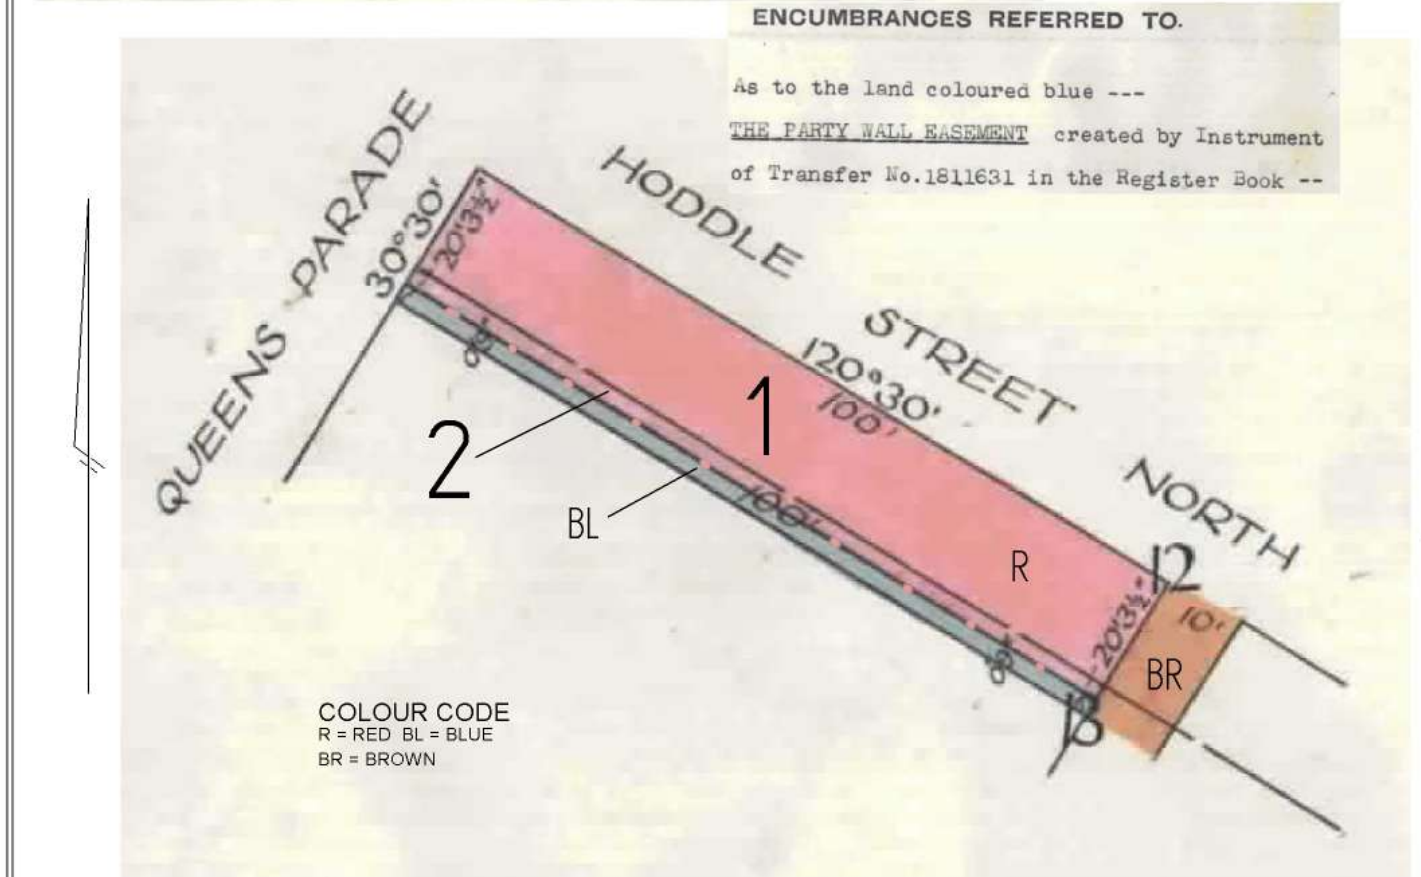 ENCUMBRANCES REFERRED TO.
As to the land coloured blue ---
THE PARTY WALL EASEMENT created by Instrument
of Transfer No.1811631 in the Register Book --
QUEENS PARADE
30°30'
20'3½"
HODDLE STREET NORTH
120°30'
100'
1
2
BL
100'
R
12
20'3½"
10'
BR
13
COLOUR CODE
R = RED BL = BLUE
BR = BROWN